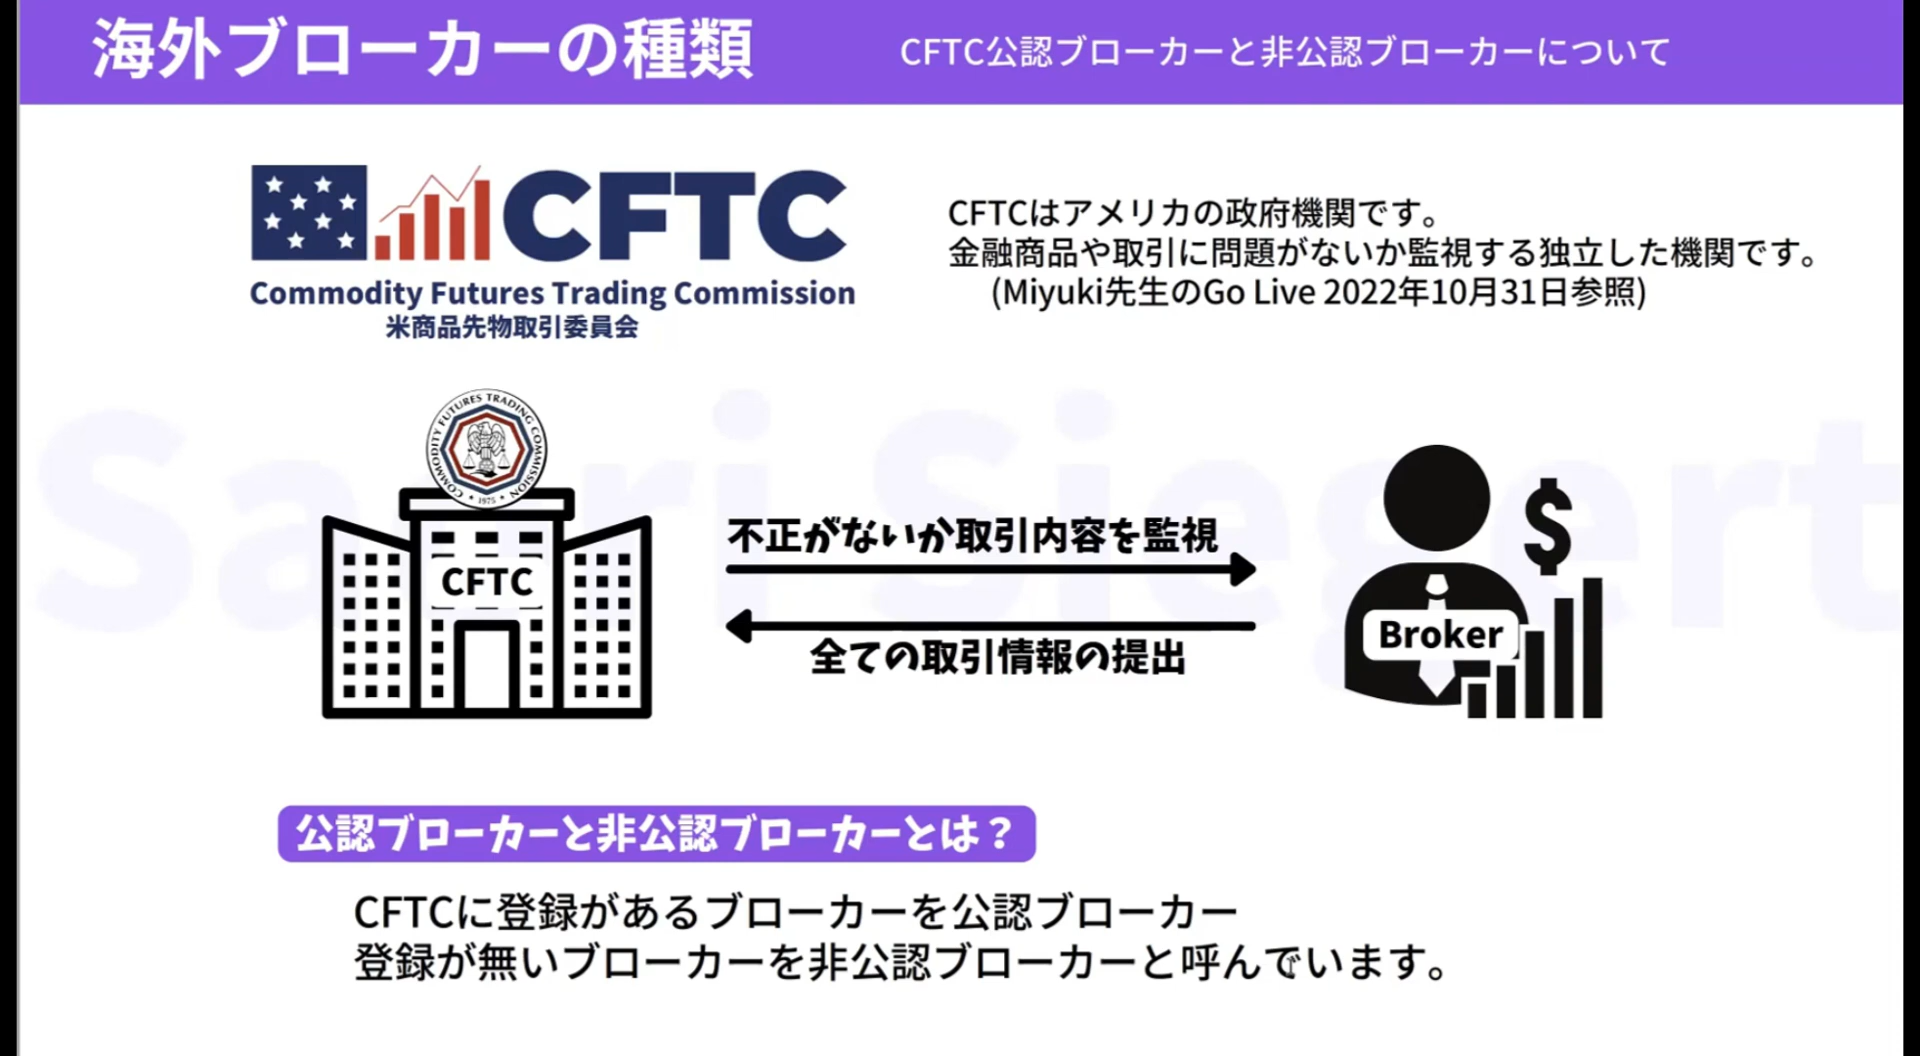 海外ブローカーの種類
CFTC公認ブローカーと非公認ブローカーについて
CFTC
Commodity Futures Trading Commission
米商品先物取引委員会
CFTCはアメリカの政府機関です。
金融商品や取引に問題がないか監視する独立した機関です。
(Miyuki先生のGo Live 2022年10月31日参照)
COMMODITY FUTURES TRADING COMMISSION
1975
CFTC
不正がないか取引内容を監視
全ての取引情報の提出
$
Broker
公認ブローカーと非公認ブローカーとは？
CFTCに登録があるブローカーを公認ブローカー
登録が無いブローカーを非公認ブローカーと呼んでいます。